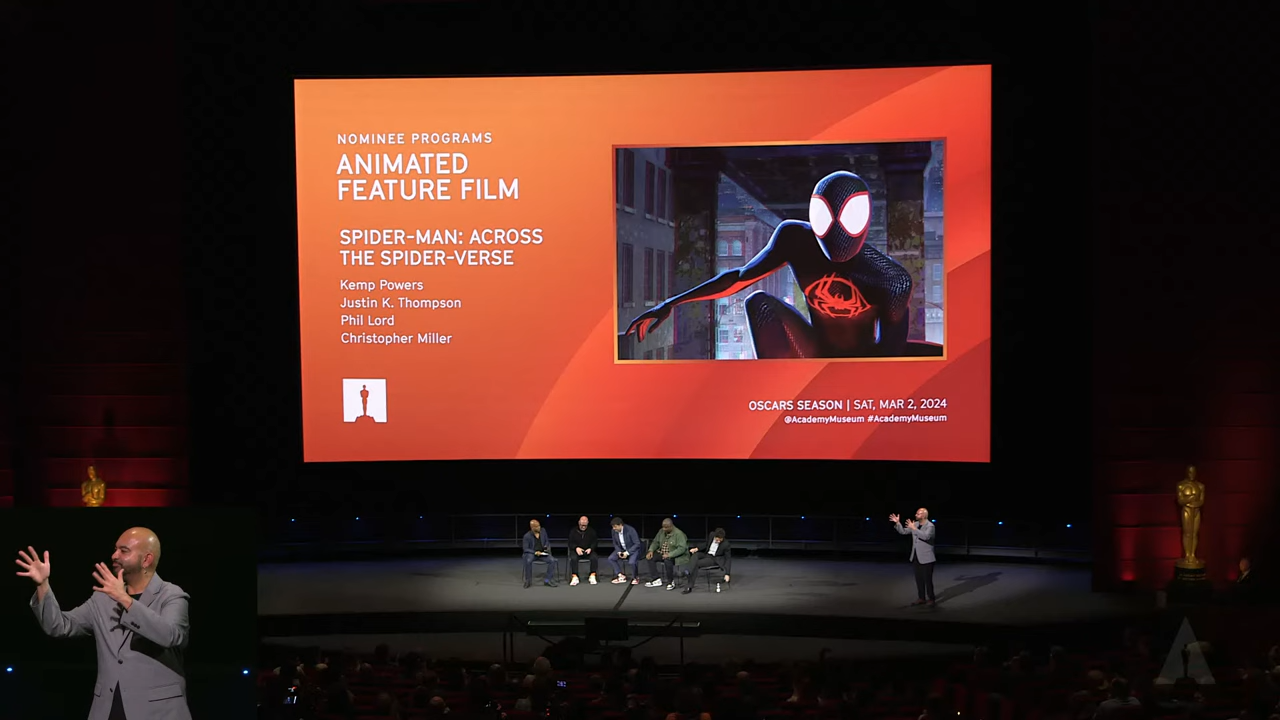 NOMINEE PROGRAMS
ANIMATED
FEATURE FILM
SPIDER-MAN: ACROSS
THE SPIDER-VERSE
Kemp Powers
Justin K. Thompson
Phil Lord
Christopher Miller
OSCARS SEASON | SAT, MAR 2, 2024
@AcademyMuseum #AcademyMuseum